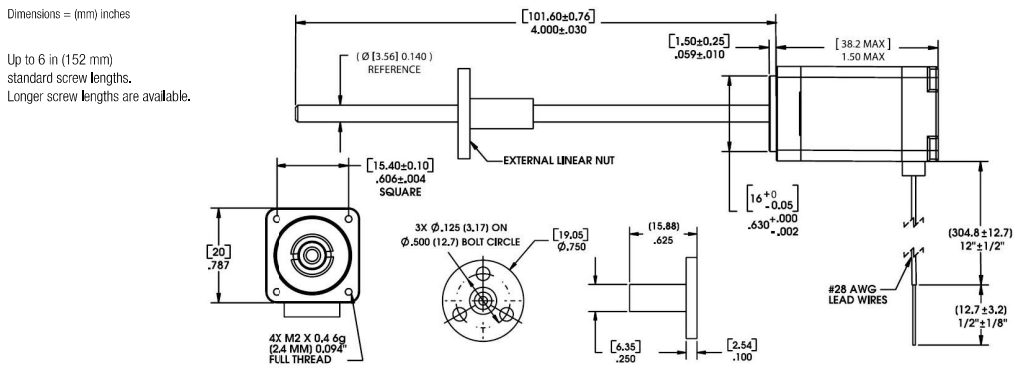 Dimensions = (mm) inches
Up to 6 in (152 mm)
standard screw lengths.
Longer screw lengths are available.
[101.60±0.76]
4.000±.030
[1.50±0.25]
.059±.010
[ 38.2 MAX ]
1.50 MAX
( Ø [3.56] 0.140 )
REFERENCE
EXTERNAL LINEAR NUT
[15.40±0.10]
.606±.004
SQUARE
[16 +0 -0.05]
.630 +.000 -.002
[20]
.787
3X Ø.125 (3.17) ON
Ø.500 (12.7) BOLT CIRCLE
[19.05]
Ø.750
(15.88)
.625
(304.8±12.7)
12"±1/2"
#28 AWG
LEAD WIRES
(12.7±3.2)
1/2"±1/8"
4X M2 X 0.4 6g
(2.4 MM) 0.094"
FULL THREAD
[6.35]
.250
[2.54]
.100